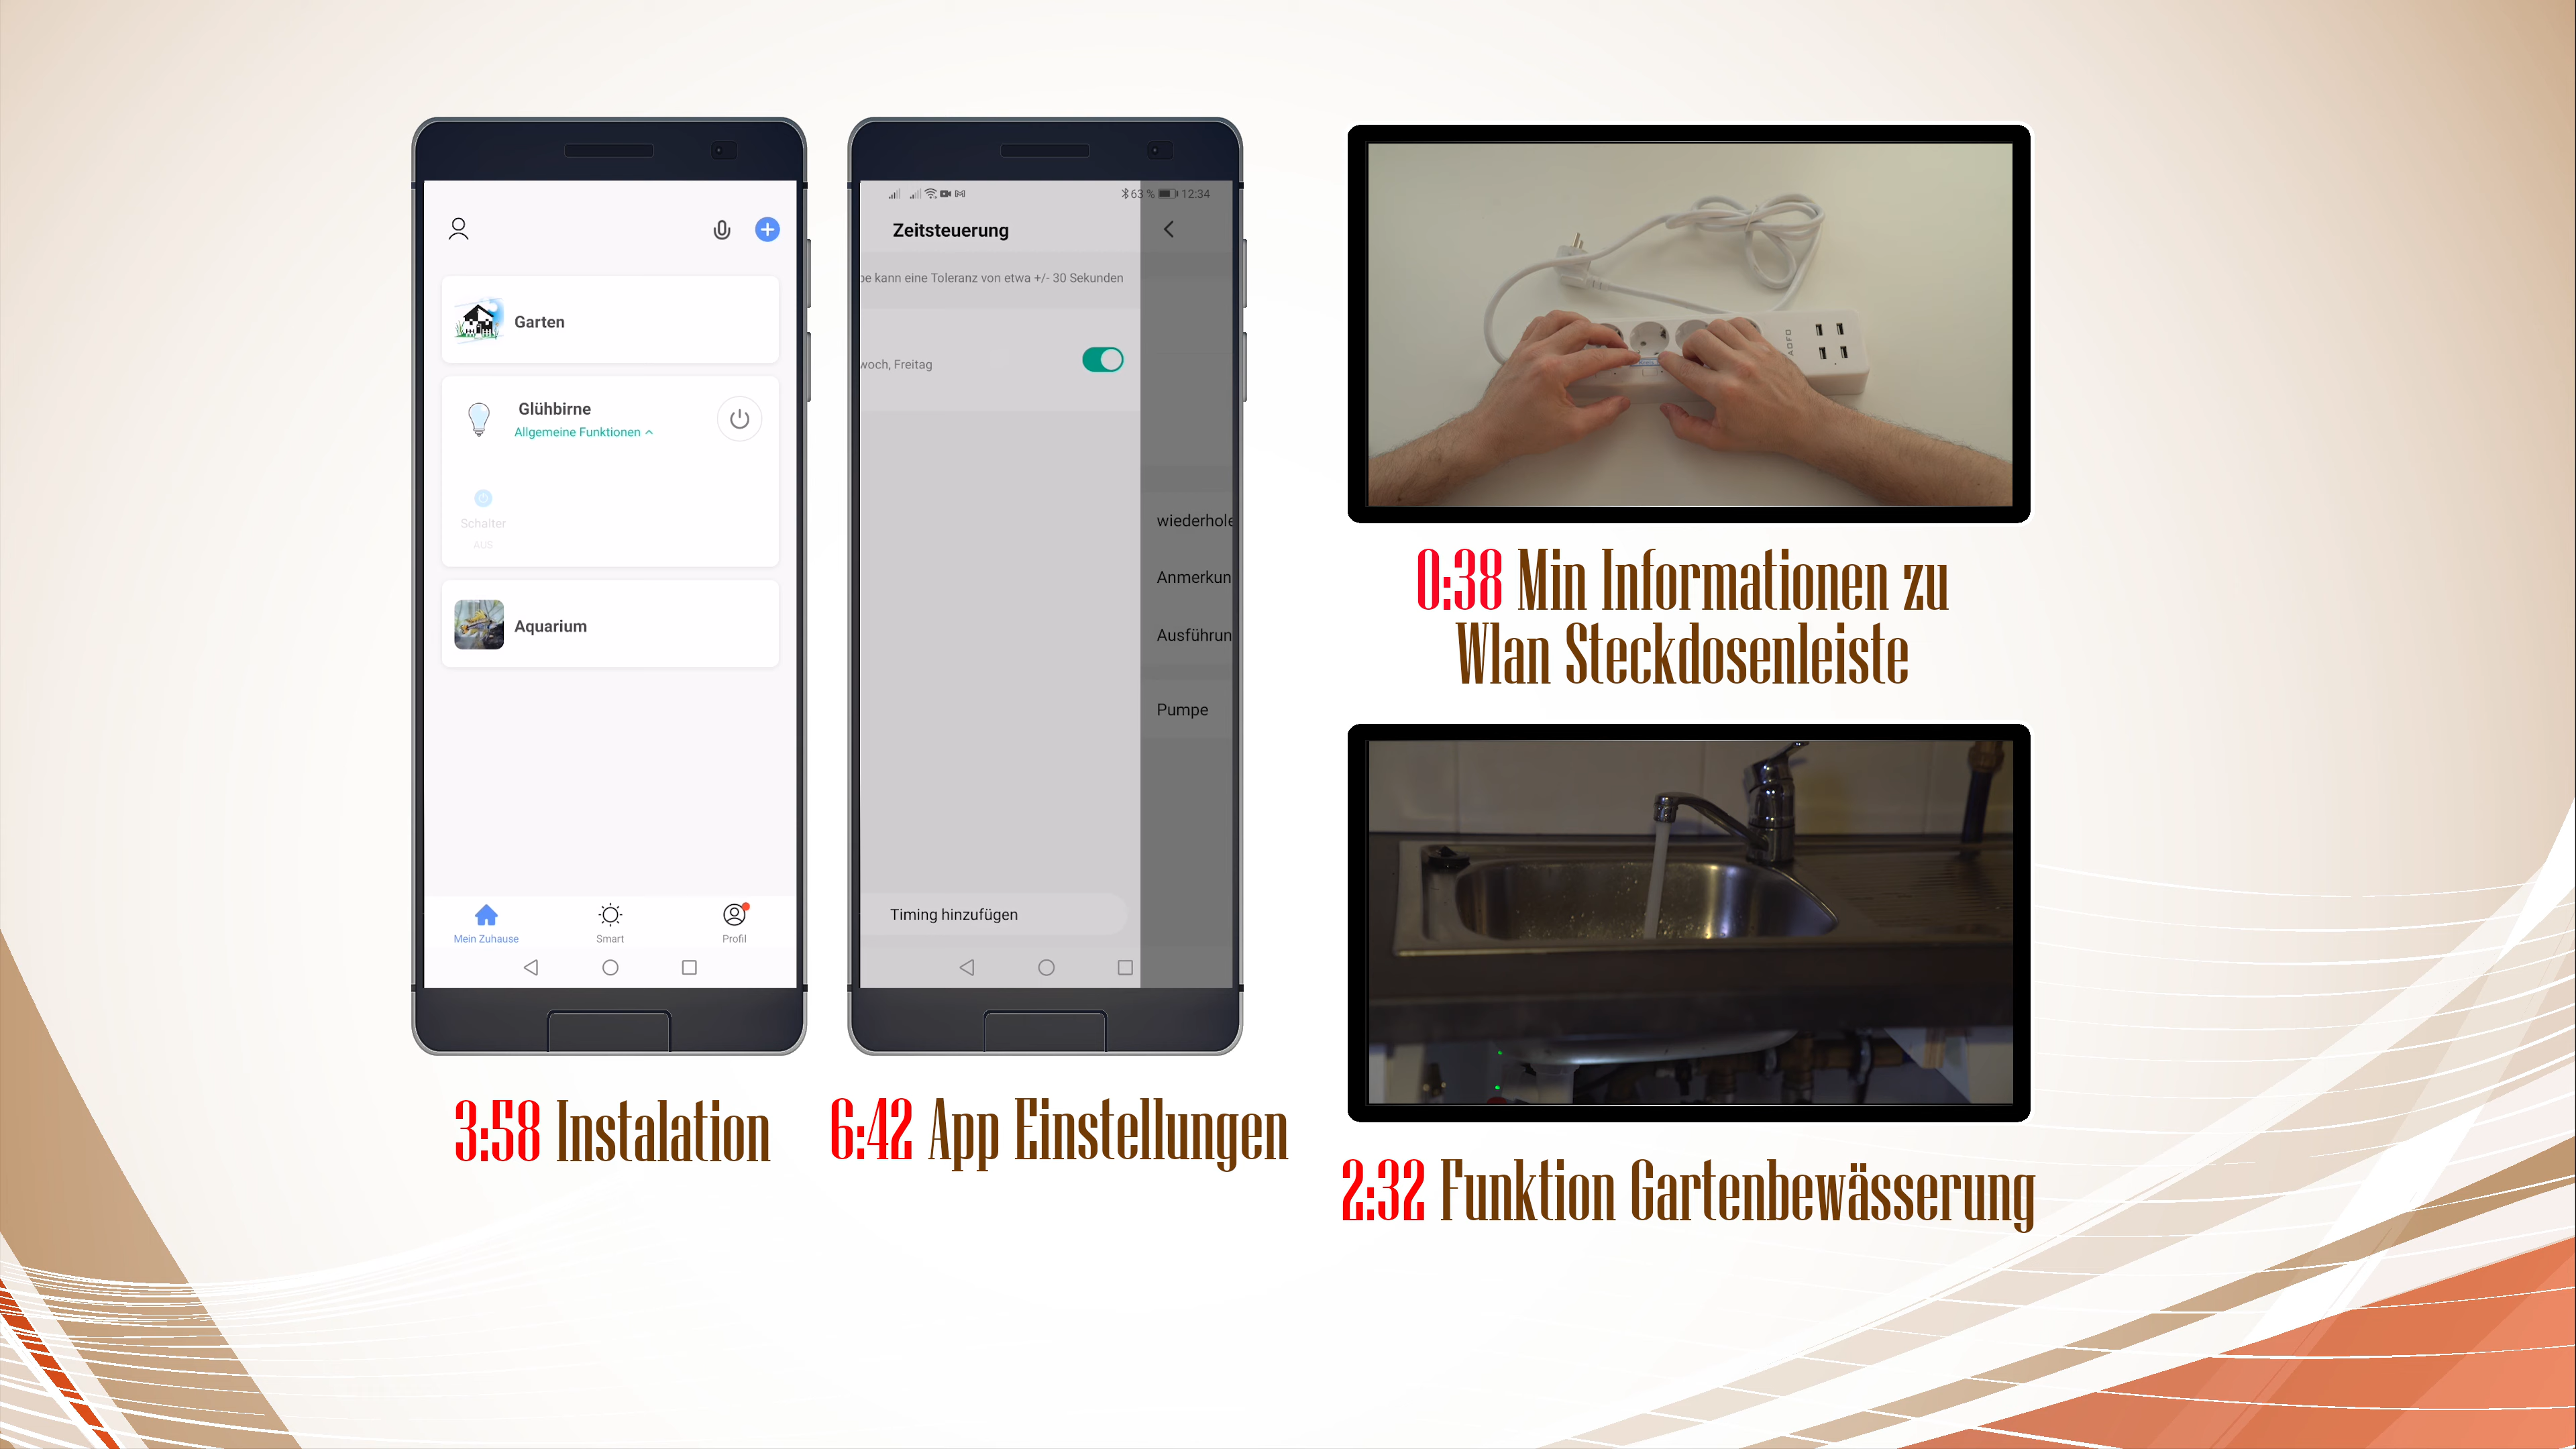 Garten
Glühbirne
Allgemeine Funktionen
Schalter
AUS
Aquarium
Mein Zuhause
Smart
Profil
3:58 Instalation
63 % 12:34
Zeitsteuerung
kann eine Toleranz von etwa +/- 30 Sekunden
woch, Freitag
wiederhole
Anmerkun
Ausführun
Pumpe
Timing hinzufügen
6:42 App Einstellungen
0:38 Min Informationen zu
Wlan Steckdosenleiste
2:32 Funktion Gartenbewässerung